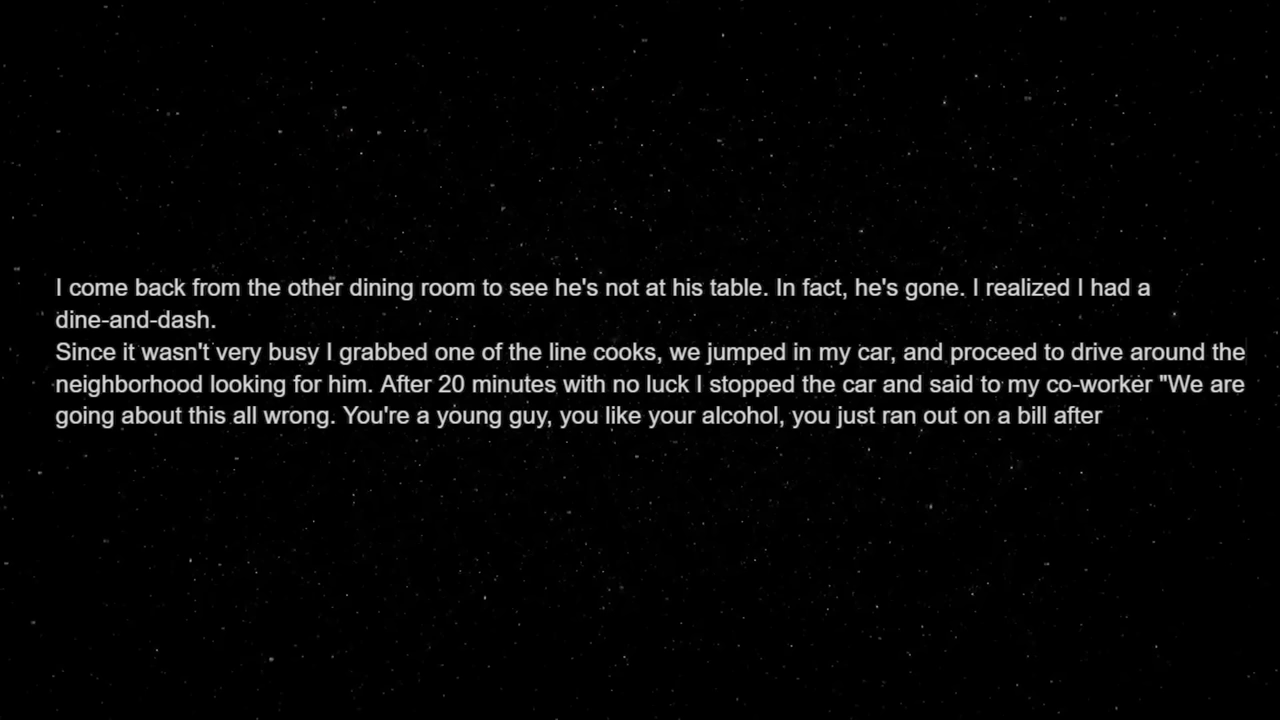 I come back from the other dining room to see he's not at his table. In fact, he's gone. I realized I had a
dine-and-dash.
Since it wasn't very busy I grabbed one of the line cooks, we jumped in my car, and proceed to drive around the
neighborhood looking for him. After 20 minutes with no luck I stopped the car and said to my co-worker "We are
going about this all wrong. You're a young guy, you like your alcohol, you just ran out on a bill after